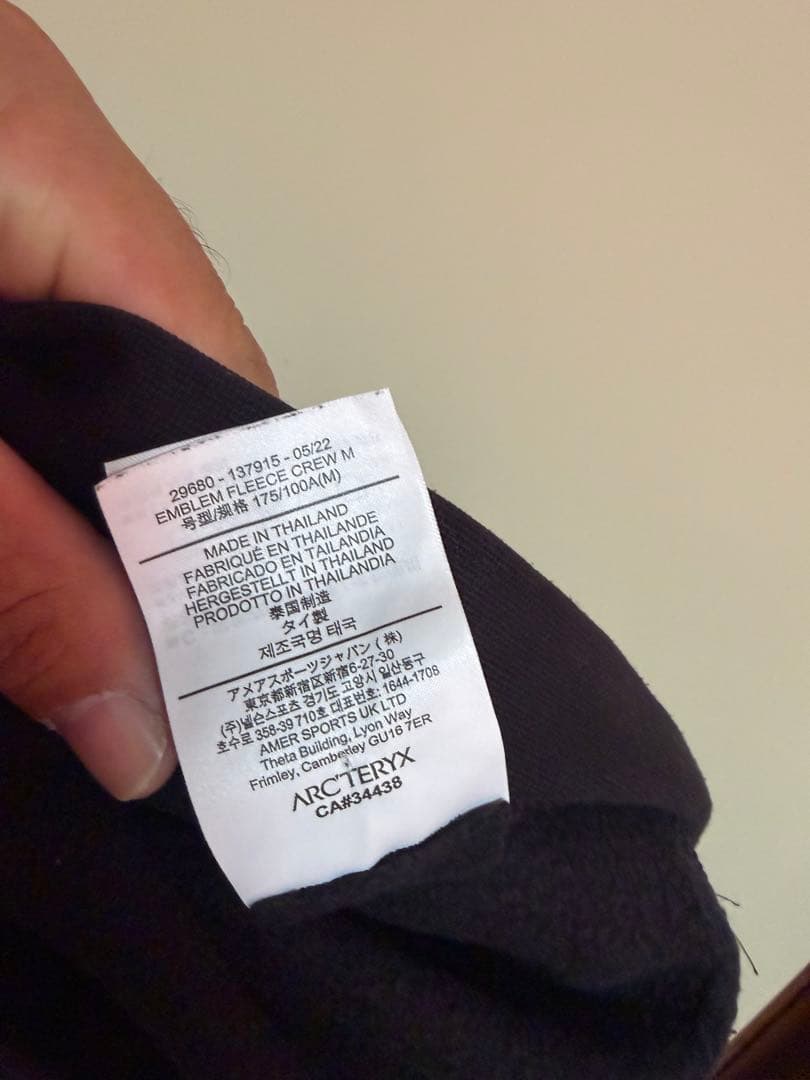 29680 - 137915 - 05/22
EMBLEM FLEECE CREW M
号型/规格 175/100A(M)
MADE IN THAILAND
FABRIQUÉ EN THAILANDE
FABRICADO EN TAILANDIA
HERGESTELLT IN THAILAND
PRODOTTO IN THAILANDIA
泰国制造
タイ製
제조국명 태국
アメアスポーツジャパン (株)
東京都新宿区新宿6-27-30
(주)넬슨스포츠 경기도 고양시 일산동구
호수로 358-39 710호 대표번호: 1644-1708
AMER SPORTS UK LTD
Theta Building, Lyon Way
Frimley, Camberley GU16 7ER
ARC'TERYX
CA#34438